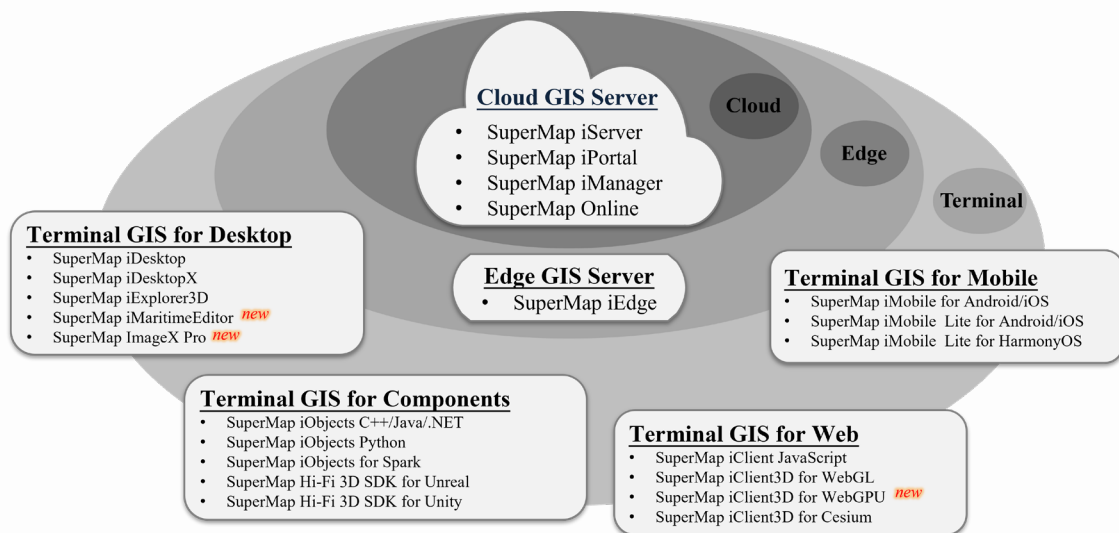 Cloud GIS Server
• SuperMap iServer
• SuperMap iPortal
• SuperMap iManager
• SuperMap Online
Cloud
Edge
Terminal
Terminal GIS for Desktop
• SuperMap iDesktop
• SuperMap iDesktopX
• SuperMap iExplorer3D
• SuperMap iMaritimeEditor new
• SuperMap ImageX Pro new
Edge GIS Server
• SuperMap iEdge
Terminal GIS for Mobile
• SuperMap iMobile for Android/iOS
• SuperMap iMobile Lite for Android/iOS
• SuperMap iMobile Lite for HarmonyOS
Terminal GIS for Components
• SuperMap iObjects C++/Java/.NET
• SuperMap iObjects Python
• SuperMap iObjects for Spark
• SuperMap Hi-Fi 3D SDK for Unreal
• SuperMap Hi-Fi 3D SDK for Unity
Terminal GIS for Web
• SuperMap iClient JavaScript
• SuperMap iClient3D for WebGL
• SuperMap iClient3D for WebGPU new
• SuperMap iClient3D for Cesium